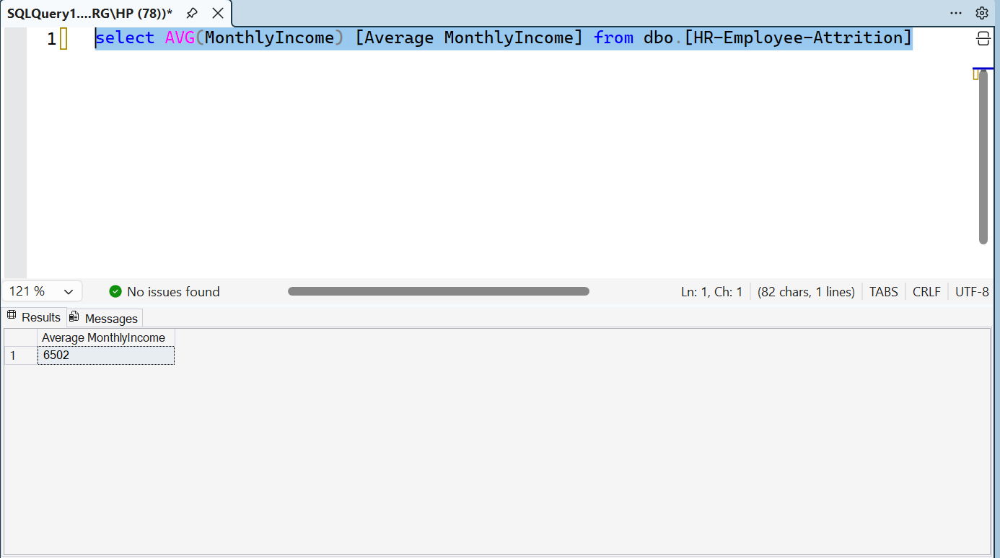 SQLQuery1....RG\HP (78))*
1 select AVG(MonthlyIncome) [Average MonthlyIncome] from dbo.[HR-Employee-Attrition]
121 % No issues found Ln: 1, Ch: 1 (82 chars, 1 lines) TABS CRLF UTF-8
Results Messages
Average MonthlyIncome
1 6502